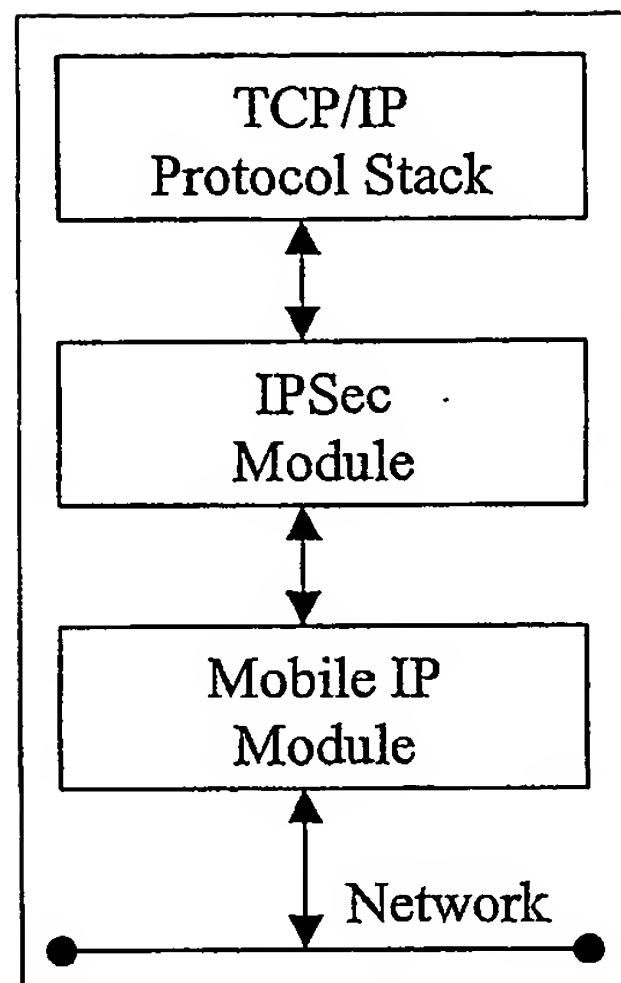 TCP/IP
Protocol Stack
IPSec
Module
Mobile IP
Module
Network